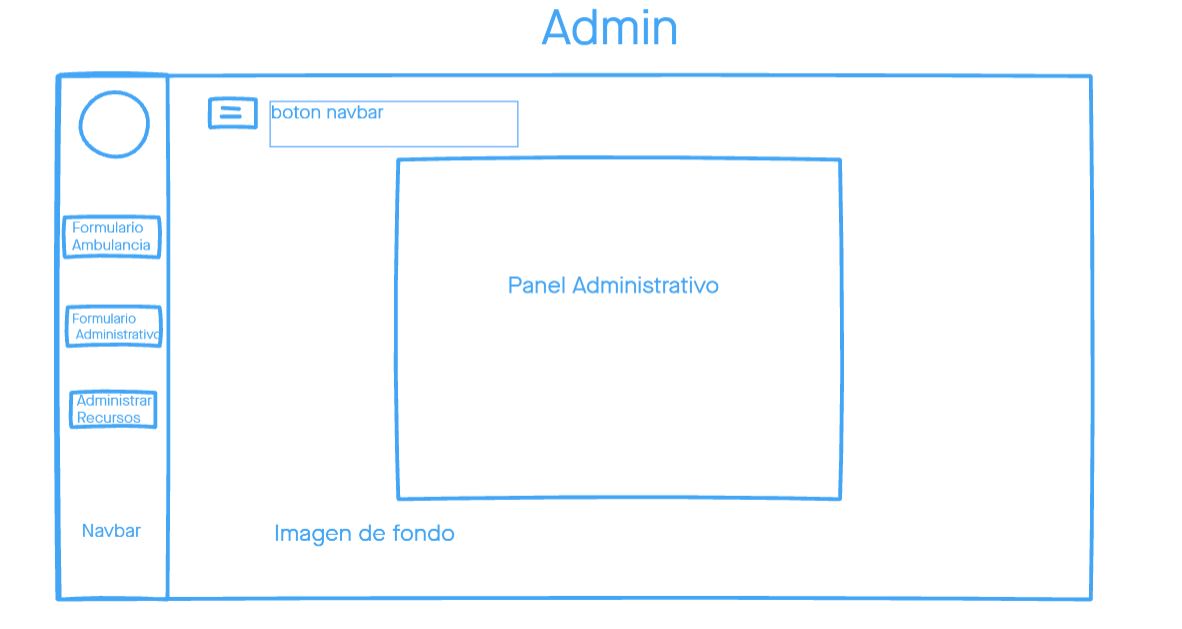 Admin
boton navbar
Formulario
Ambulancia
Formulario
Administrativo
Administrar
Recursos
Navbar
Panel Administrativo
Imagen de fondo